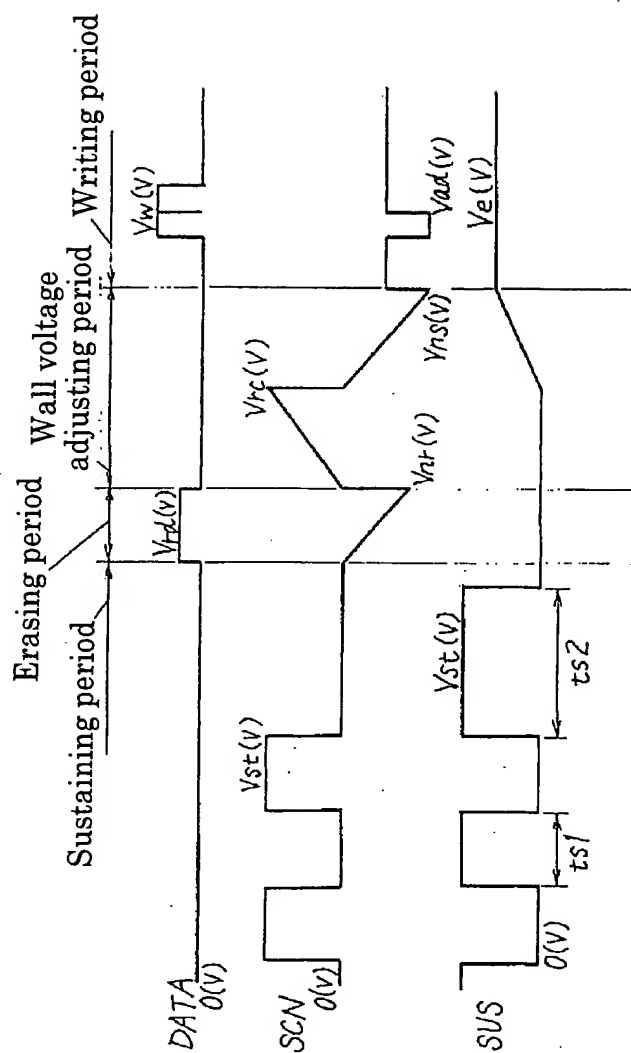 Sustaining period
Erasing period
Wall voltage
adjusting period
Writing period
DATA
0(V)
Vrd(V)
Vw(V)
SCN
0(V)
Vst(V)
Vnr(V)
Vrc(V)
Vns(V)
Vad(V)
SUS
0(V)
ts1
Vst(V)
ts2
Ve(V)